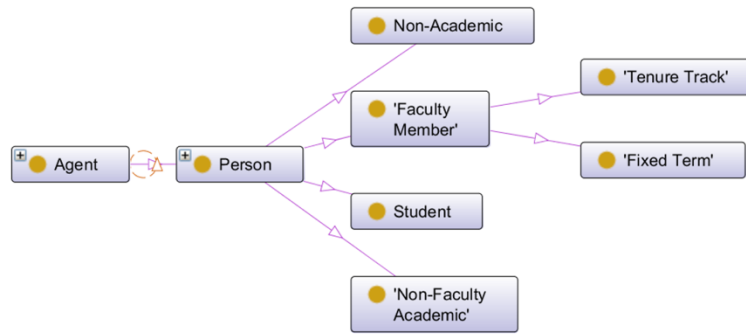 Non-Academic
'Tenure Track'
'Faculty
Member'
Agent
Person
'Fixed Term'
Student
'Non-Faculty
Academic'